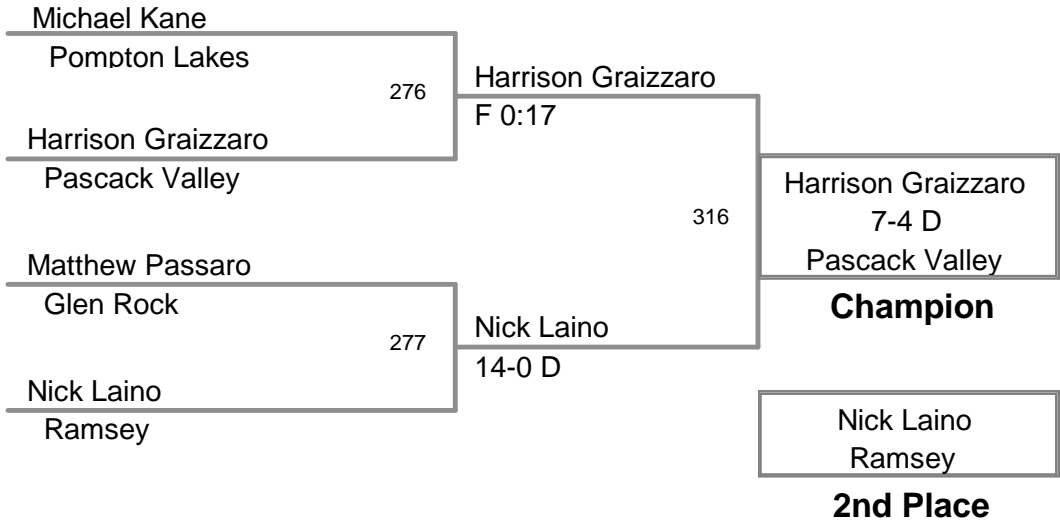 Michael Kane
Pompton Lakes
276
Harrison Graizzaro
F 0:17
Harrison Graizzaro
Pascack Valley
316
Harrison Graizzaro
7-4 D
Pascack Valley
Champion
Matthew Passaro
Glen Rock
277
Nick Laino
14-0 D
Nick Laino
Ramsey
Nick Laino
Ramsey
2nd Place